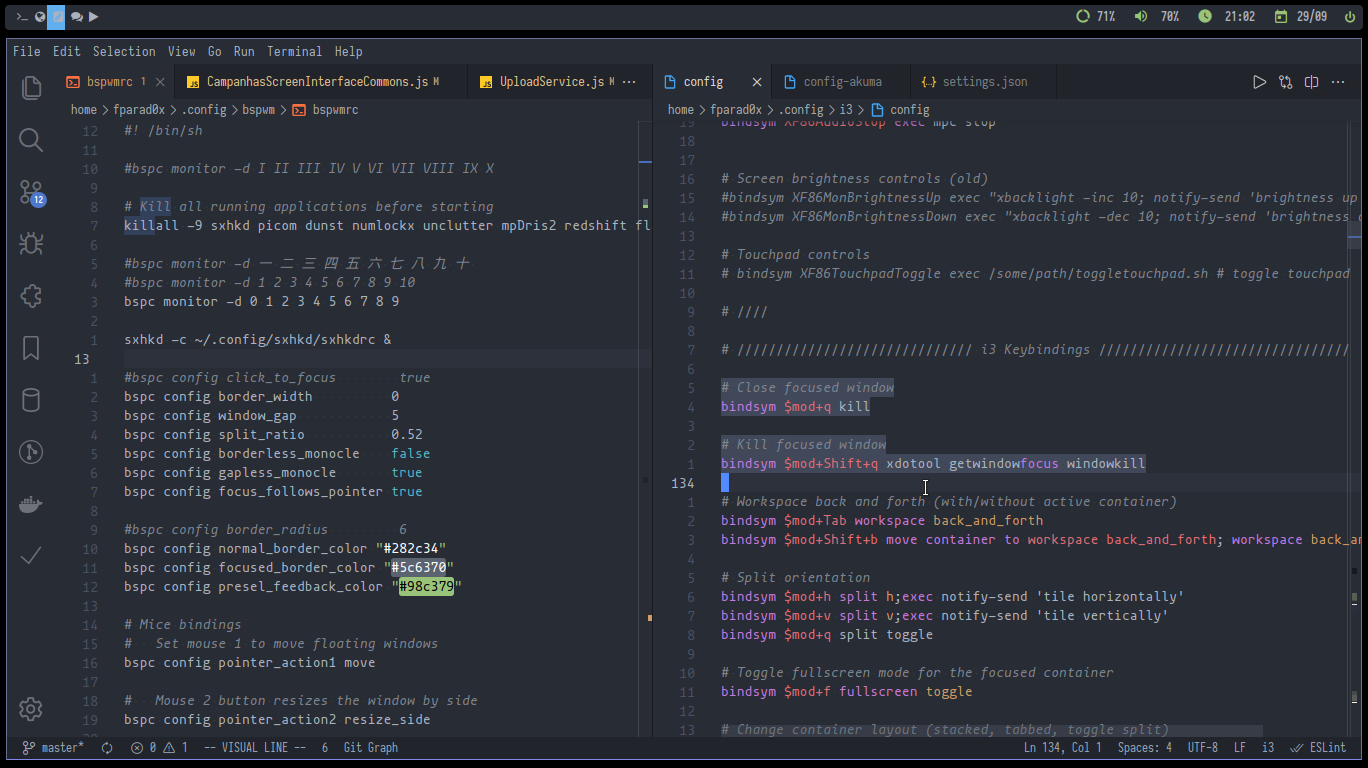 71% 70% 21:02 29/09
File Edit Selection View Go Run Terminal Help
bspwmrc 1 CampanhasScreenInterfaceCommons.js M UploadService.js M ···
home > fparad0x > .config > bspwm > bspwmrc
12 #! /bin/sh
11
10 #bspc monitor -d I II III IV V VI VII VIII IX X
9
8 # Kill all running applications before starting
7 killall -9 sxhkd picom dunst numlockx unclutter mpDris2 redshift fl
6
5 #bspc monitor -d 一 二 三 四 五 六 七 八 九 十
4 #bspc monitor -d 1 2 3 4 5 6 7 8 9 10
3 bspc monitor -d 0 1 2 3 4 5 6 7 8 9
2
1 sxhkd -c ~/.config/sxhkd/sxhkdrc &
13
1 #bspc config click_to_focus true
2 bspc config border_width 0
3 bspc config window_gap 5
4 bspc config split_ratio 0.52
5 bspc config borderless_monocle false
6 bspc config gapless_monocle true
7 bspc config focus_follows_pointer true
8
9 #bspc config border_radius 6
10 bspc config normal_border_color "#282c34"
11 bspc config focused_border_color "#5c6370"
12 bspc config presel_feedback_color "#98c379"
13
14 # Mice bindings
15 # Set mouse 1 to move floating windows
16 bspc config pointer_action1 move
17
18 # Mouse 2 button resizes the window by side
19 bspc config pointer_action2 resize_side
config config-akuma {} settings.json ···
home > fparad0x > .config > i3 > config
19 bindsym XF86AudioStop exec mpc stop
18
17
16 # Screen brightness controls (old)
15 #bindsym XF86MonBrightnessUp exec "xbacklight -inc 10; notify-send 'brightness up
14 #bindsym XF86MonBrightnessDown exec "xbacklight -dec 10; notify-send 'brightness
13
12 # Touchpad controls
11 # bindsym XF86TouchpadToggle exec /some/path/toggletouchpad.sh # toggle touchpad
10
9 # ////
8
7 # ////////////////////////////// i3 Keybindings ////////////////////////////////
6
5 # Close focused window
4 bindsym $mod+q kill
3
2 # Kill focused window
1 bindsym $mod+Shift+q xdotool getwindowfocus windowkill
134
1 # Workspace back and forth (with/without active container)
2 bindsym $mod+Tab workspace back_and_forth
3 bindsym $mod+Shift+b move container to workspace back_and_forth; workspace back_an
4
5 # Split orientation
6 bindsym $mod+h split h;exec notify-send 'tile horizontally'
7 bindsym $mod+v split v;exec notify-send 'tile vertically'
8 bindsym $mod+q split toggle
9
10 # Toggle fullscreen mode for the focused container
11 bindsym $mod+f fullscreen toggle
12
13 # Change container layout (stacked, tabbed, toggle split)
12
master* 0 1 -- VISUAL LINE -- 6 Git Graph Ln 134, Col 1 Spaces: 4 UTF-8 LF i3 ESLint